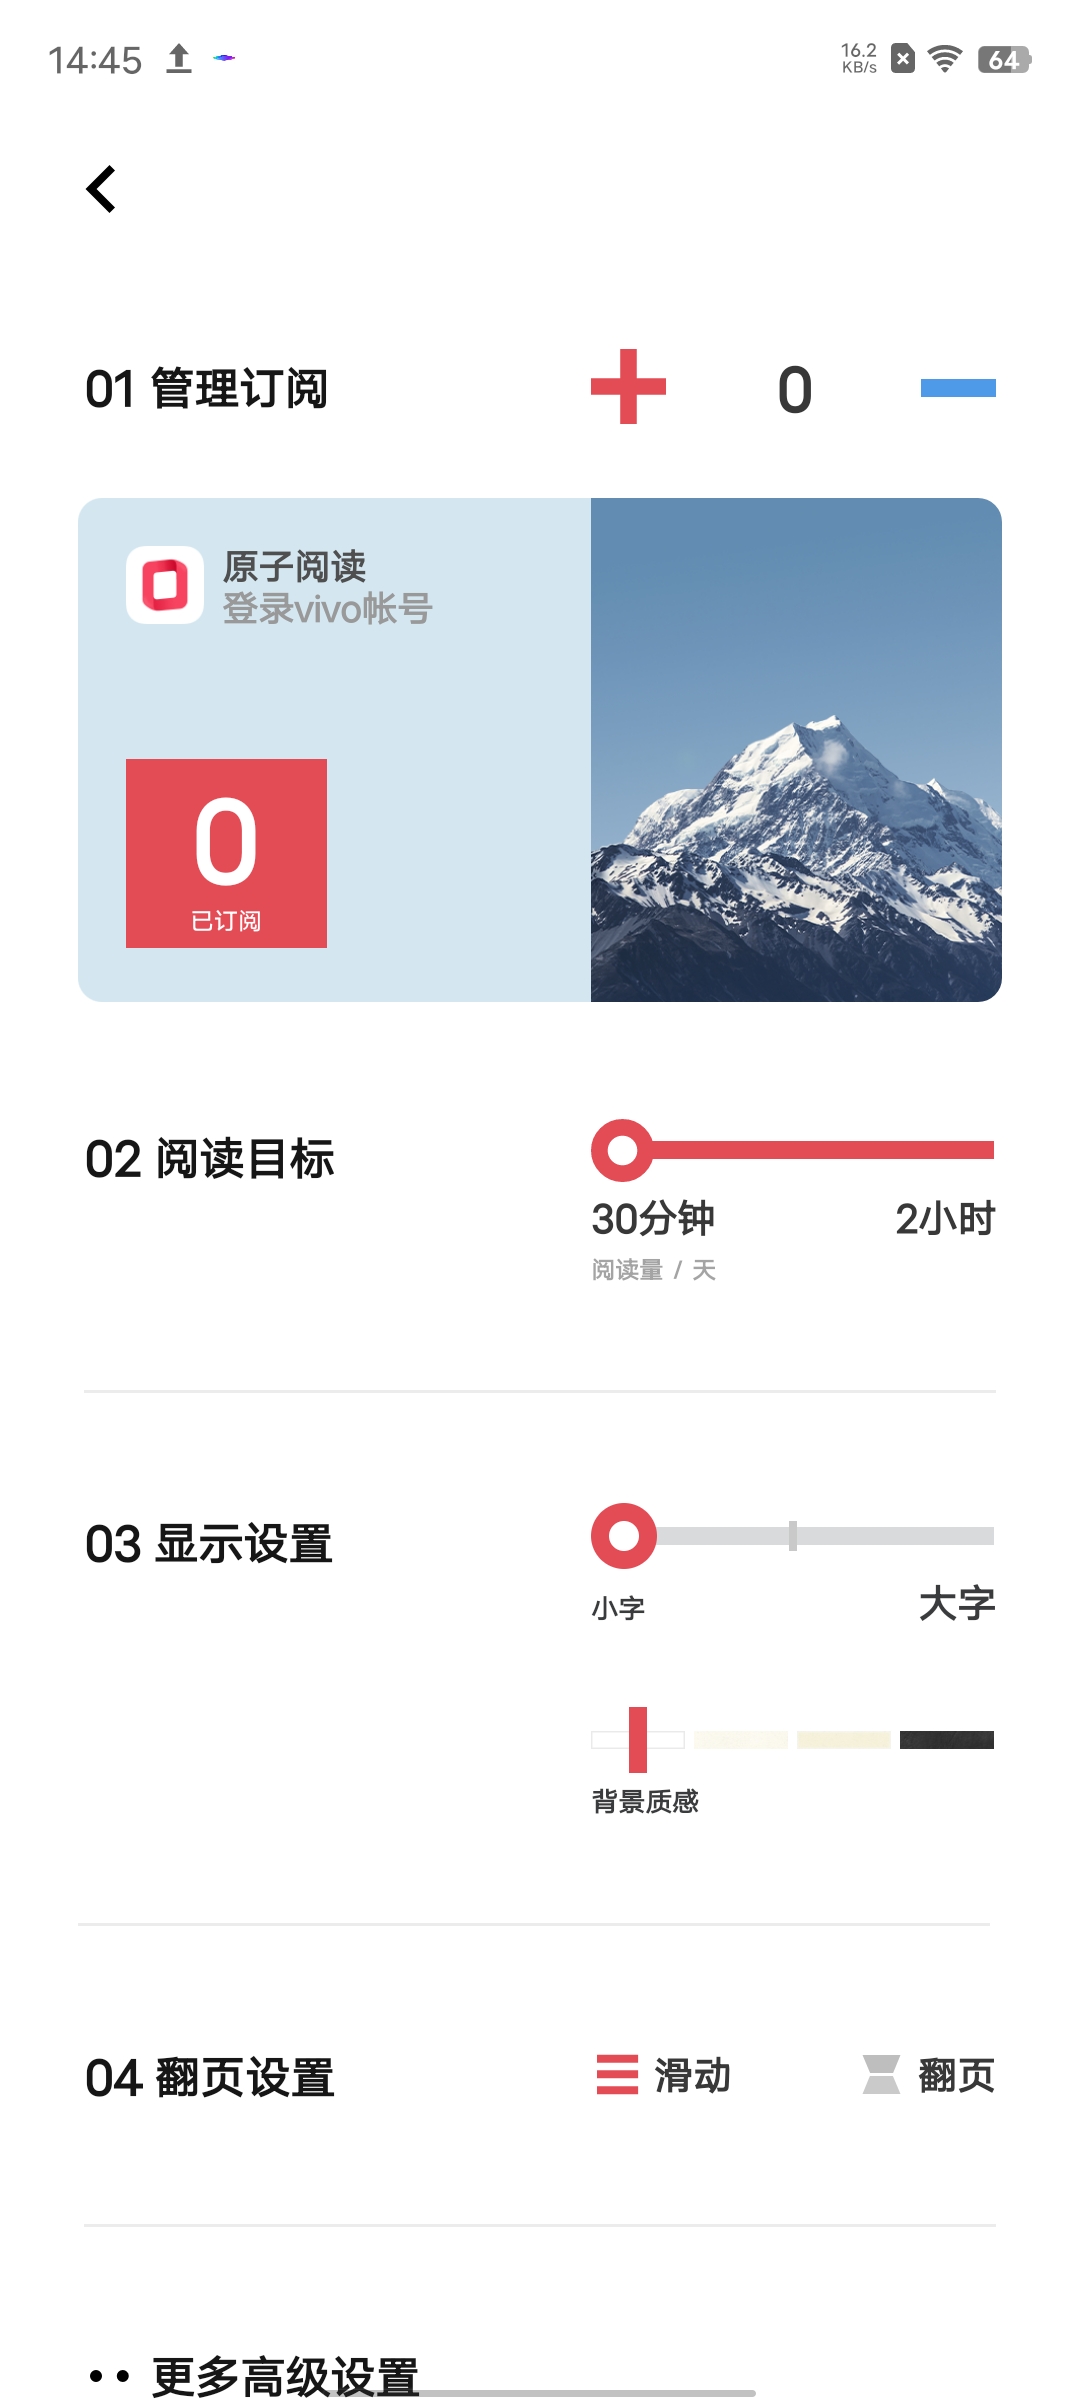 14:45
16.2
KB/s
64
01 管理订阅
0
原子阅读
登录vivo帐号
0
已订阅
02 阅读目标
30分钟
2小时
阅读量 / 天
03 显示设置
小字
大字
背景质感
04 翻页设置
滑动
翻页
更多高级设置